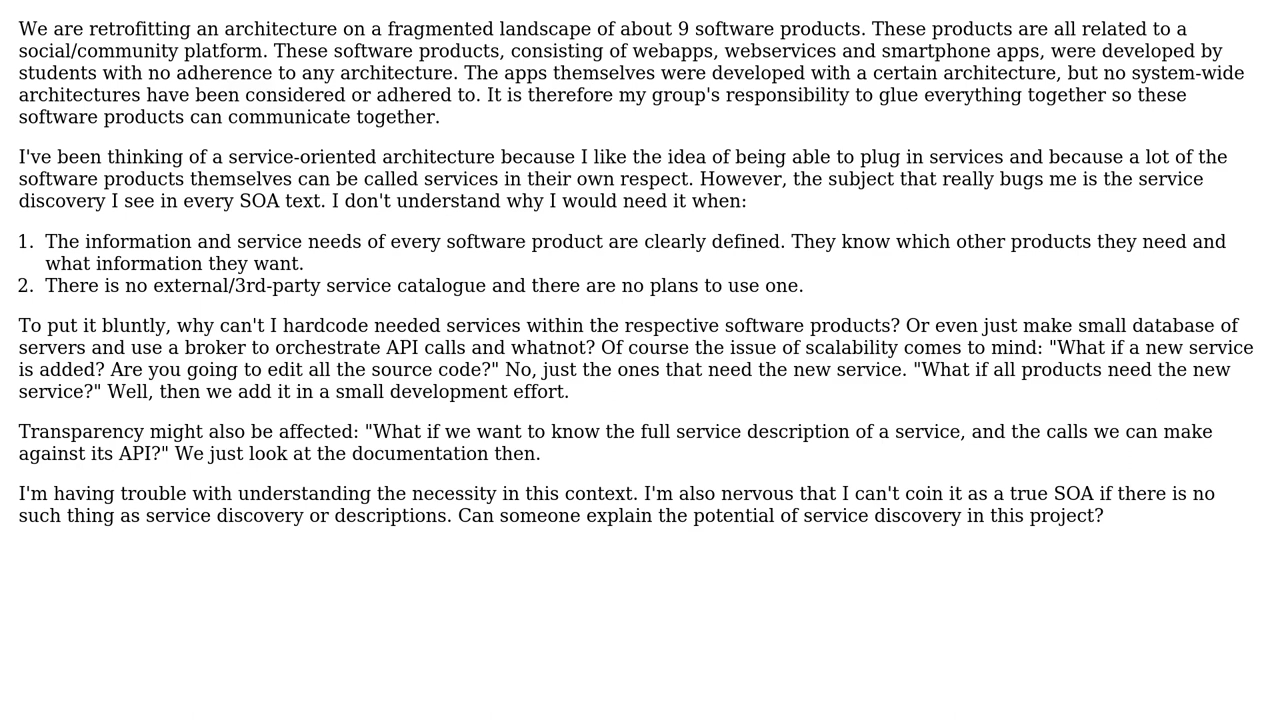 We are retrofitting an architecture on a fragmented landscape of about 9 software products. These products are all related to a
social/community platform. These software products, consisting of webapps, webservices and smartphone apps, were developed by
students with no adherence to any architecture. The apps themselves were developed with a certain architecture, but no system-wide
architectures have been considered or adhered to. It is therefore my group's responsibility to glue everything together so these
software products can communicate together.
I've been thinking of a service-oriented architecture because I like the idea of being able to plug in services and because a lot of the
software products themselves can be called services in their own respect. However, the subject that really bugs me is the service
discovery I see in every SOA text. I don't understand why I would need it when:
1. The information and service needs of every software product are clearly defined. They know which other products they need and
what information they want.
2. There is no external/3rd-party service catalogue and there are no plans to use one.
To put it bluntly, why can't I hardcode needed services within the respective software products? Or even just make small database of
servers and use a broker to orchestrate API calls and whatnot? Of course the issue of scalability comes to mind: "What if a new service
is added? Are you going to edit all the source code?" No, just the ones that need the new service. "What if all products need the new
service?" Well, then we add it in a small development effort.
Transparency might also be affected: "What if we want to know the full service description of a service, and the calls we can make
against its API?" We just look at the documentation then.
I'm having trouble with understanding the necessity in this context. I'm also nervous that I can't coin it as a true SOA if there is no
such thing as service discovery or descriptions. Can someone explain the potential of service discovery in this project?